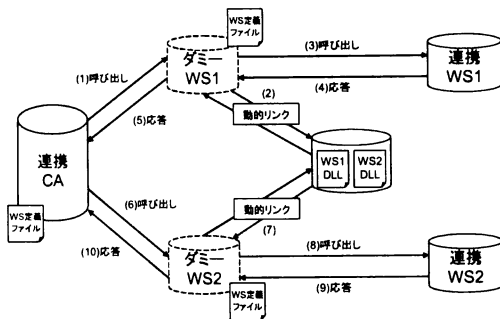 WS定義
ファイル
ダミー
WS1
(3)呼び出し
連携
WS1
(4)応答
(1)呼び出し
(2)
動的リンク
(5)応答
連携
CA
WS1
DLL
WS2
DLL
WS定義
ファイル
(6)呼び出し
動的リンク
(7)
(10)応答
ダミー
WS2
(8)呼び出し
連携
WS2
(9)応答
WS定義
ファイル